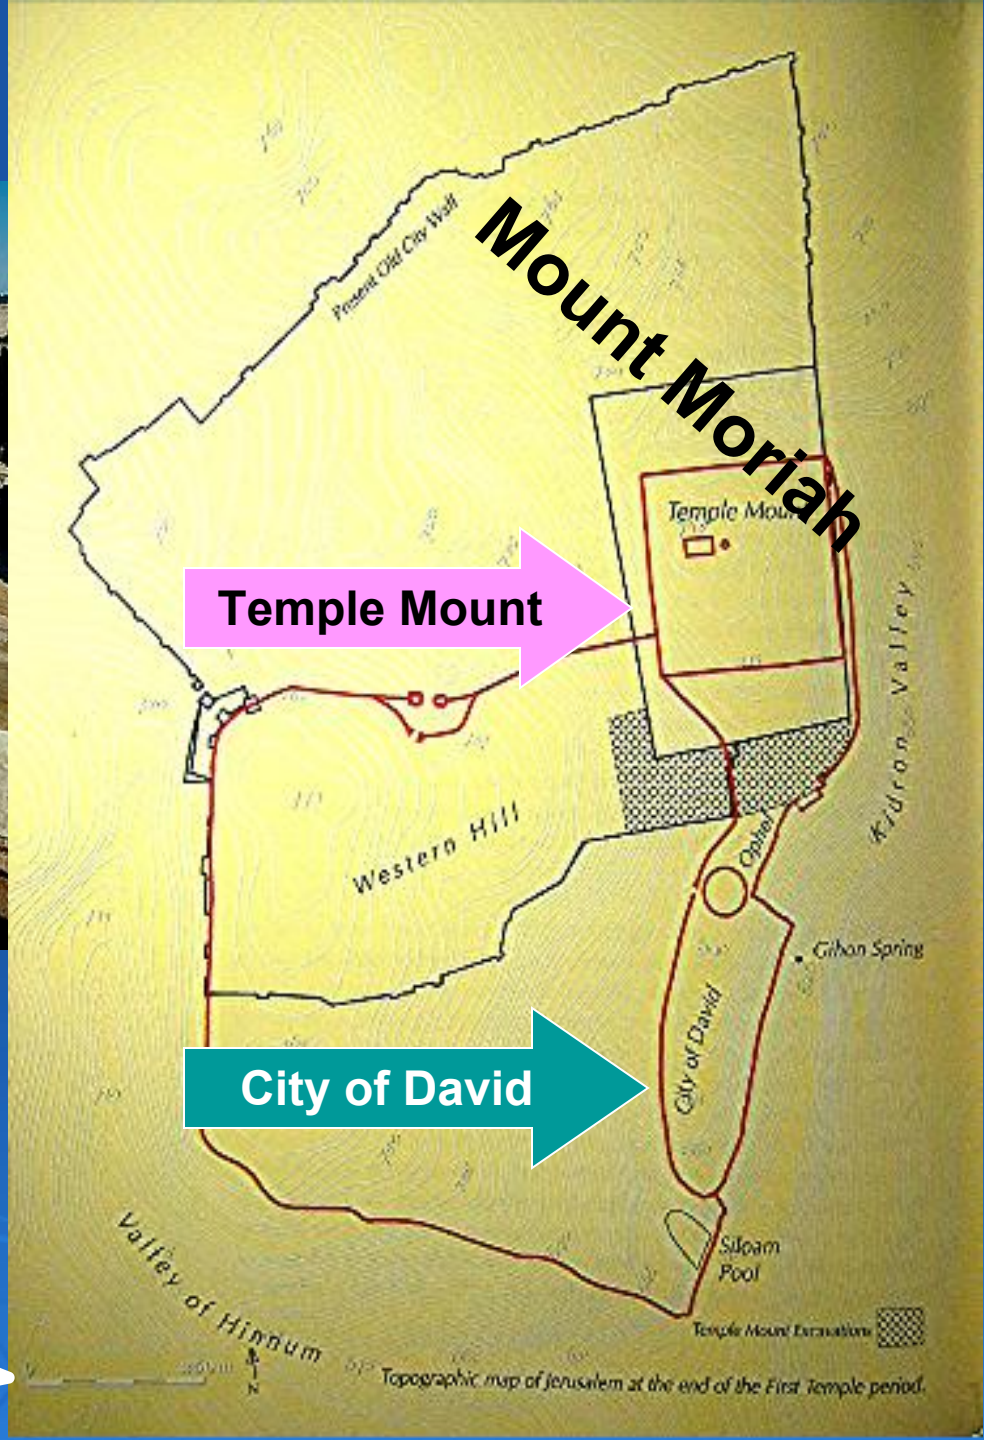 Present Old City Wall
Mount Moriah
Temple Mount
Temple Mount
Kidron Valley
Western Hill
Ophel
Gihon Spring
City of David
City of David
Siloam
Pool
Valley of Hinnum
Temple Mount Excavations
N
Topographic map of Jerusalem at the end of the First Temple period.